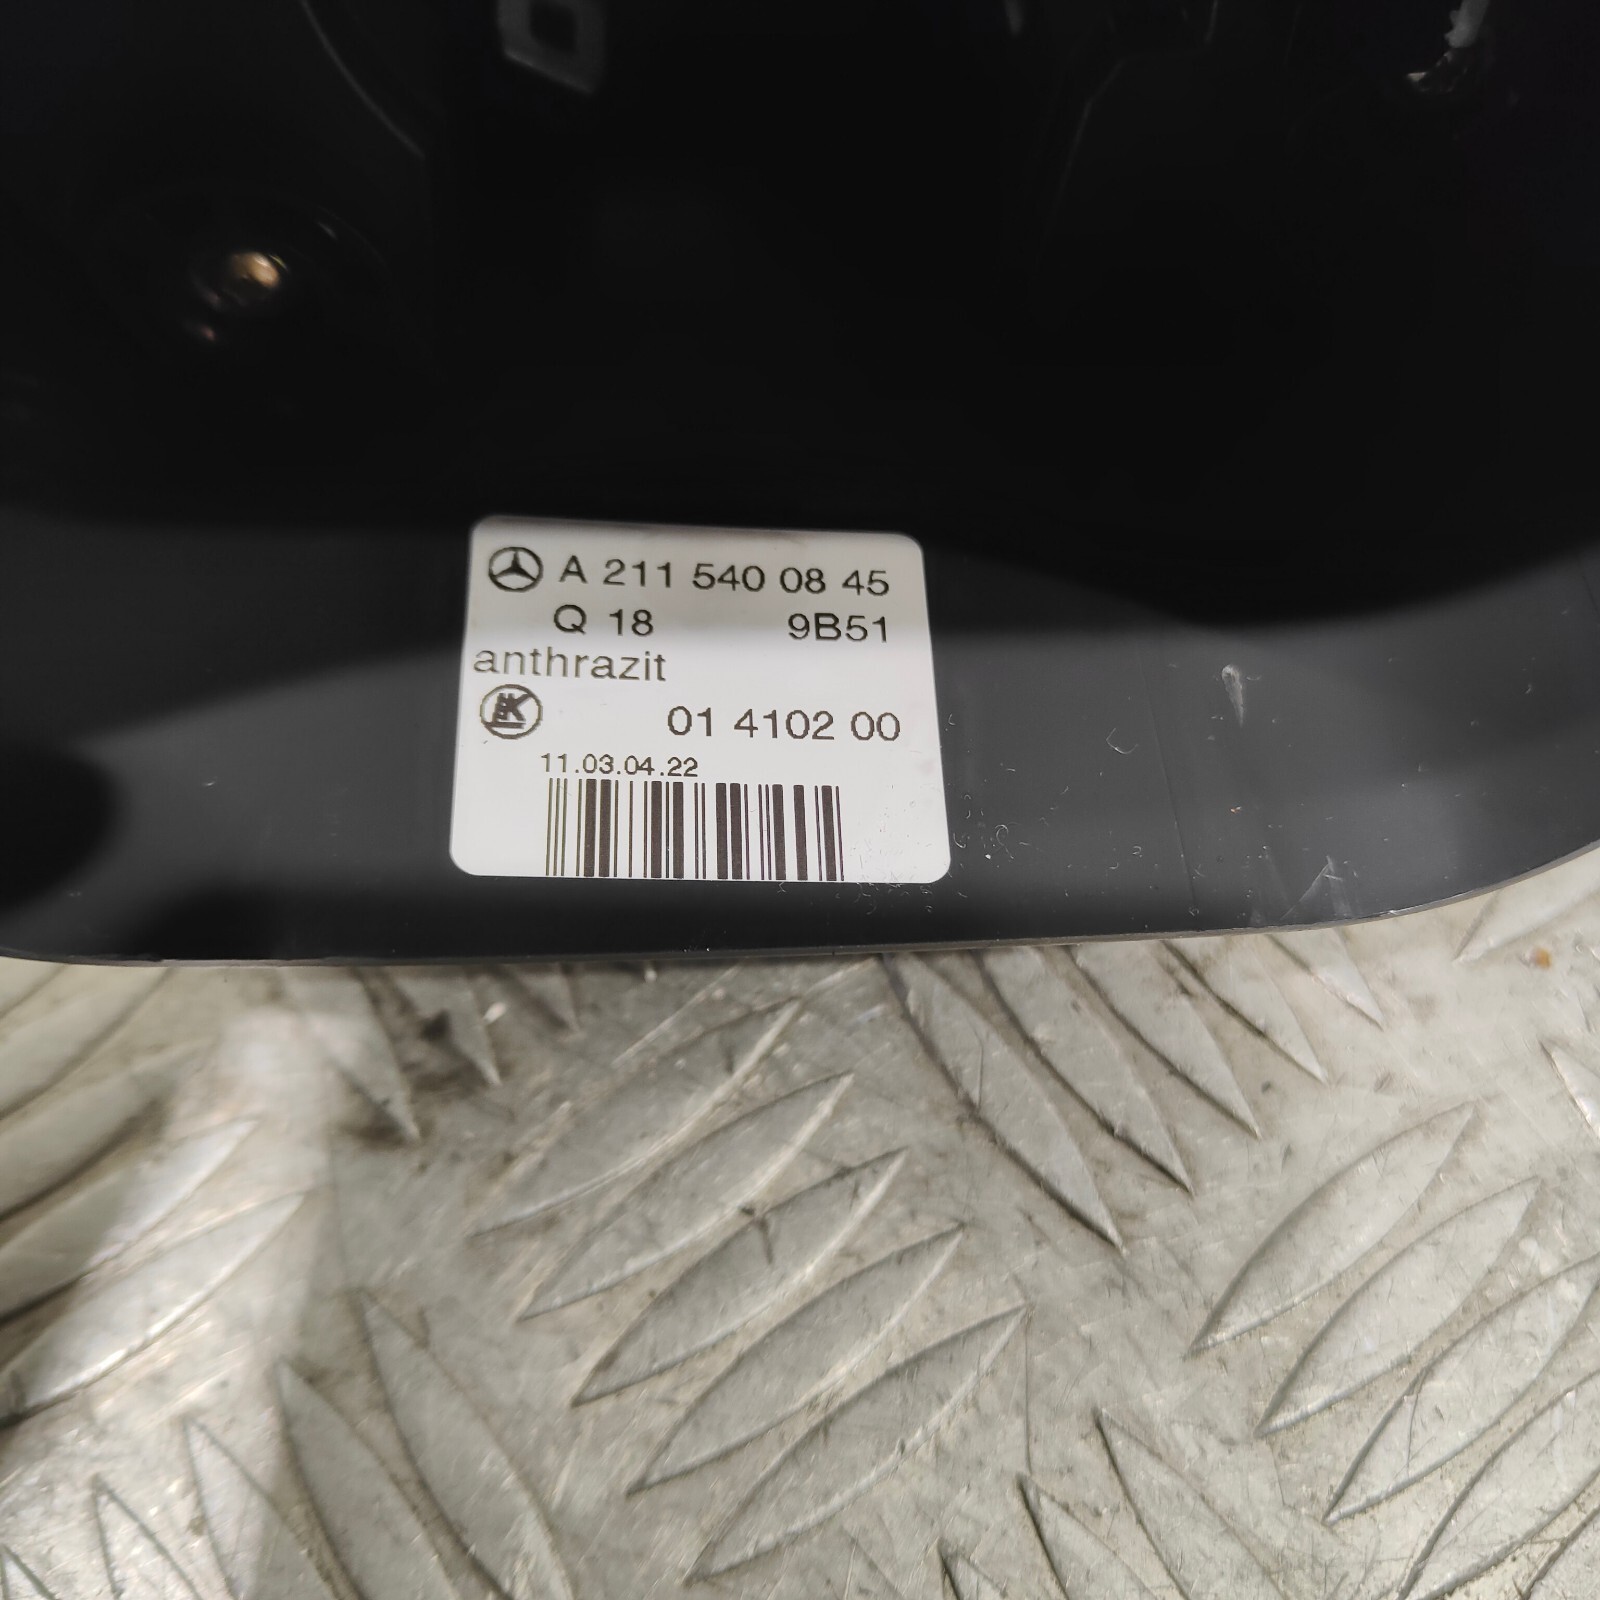 A 211 540 08 45
Q 18 9B51
anthrazit
01 4102 00
11.03.04.22